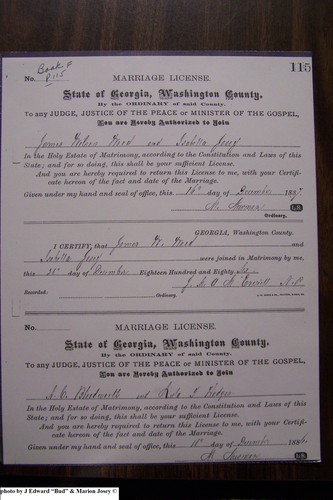 Book F
P 115
115
No.
MARRIAGE LICENSE.
State of Georgia, Washington County.
By the ORDINARY of said County.
To any JUDGE, JUSTICE OF THE PEACE or MINISTER OF THE GOSPEL,
You are Hereby Authorized to Join
James and
In the Holy Estate of Matrimony, according to the Constitution and Laws of this
State; and for so doing, this shall be your sufficient License.
And you are hereby required to return this License to me, with your Certifi-
cate hereon of the fact and date of the Marriage.
Given under my hand and seal of office, this day of December 188
L.S.
Ordinary.
GEORGIA, Washington County.
I CERTIFY, that James W. and
were joined in Matrimony by me,
this day of December Eighteen Hundred and Eighty Six
Recorded: Ordinary.
No.
MARRIAGE LICENSE.
State of Georgia, Washington County.
By the ORDINARY of said County.
To any JUDGE, JUSTICE OF THE PEACE or MINISTER OF THE GOSPEL,
You are Hereby Authorized to Join
and
In the Holy Estate of Matrimony, according to the Constitution and Laws of this
State; and for so doing, this shall be your sufficient License.
And you are hereby required to return this License to me, with your Certifi-
cate hereon of the fact and date of the Marriage.
Given under my hand and seal of office, this day of December 1886
L.S.
photo by J Edward "Bud" & Marion Josey ©